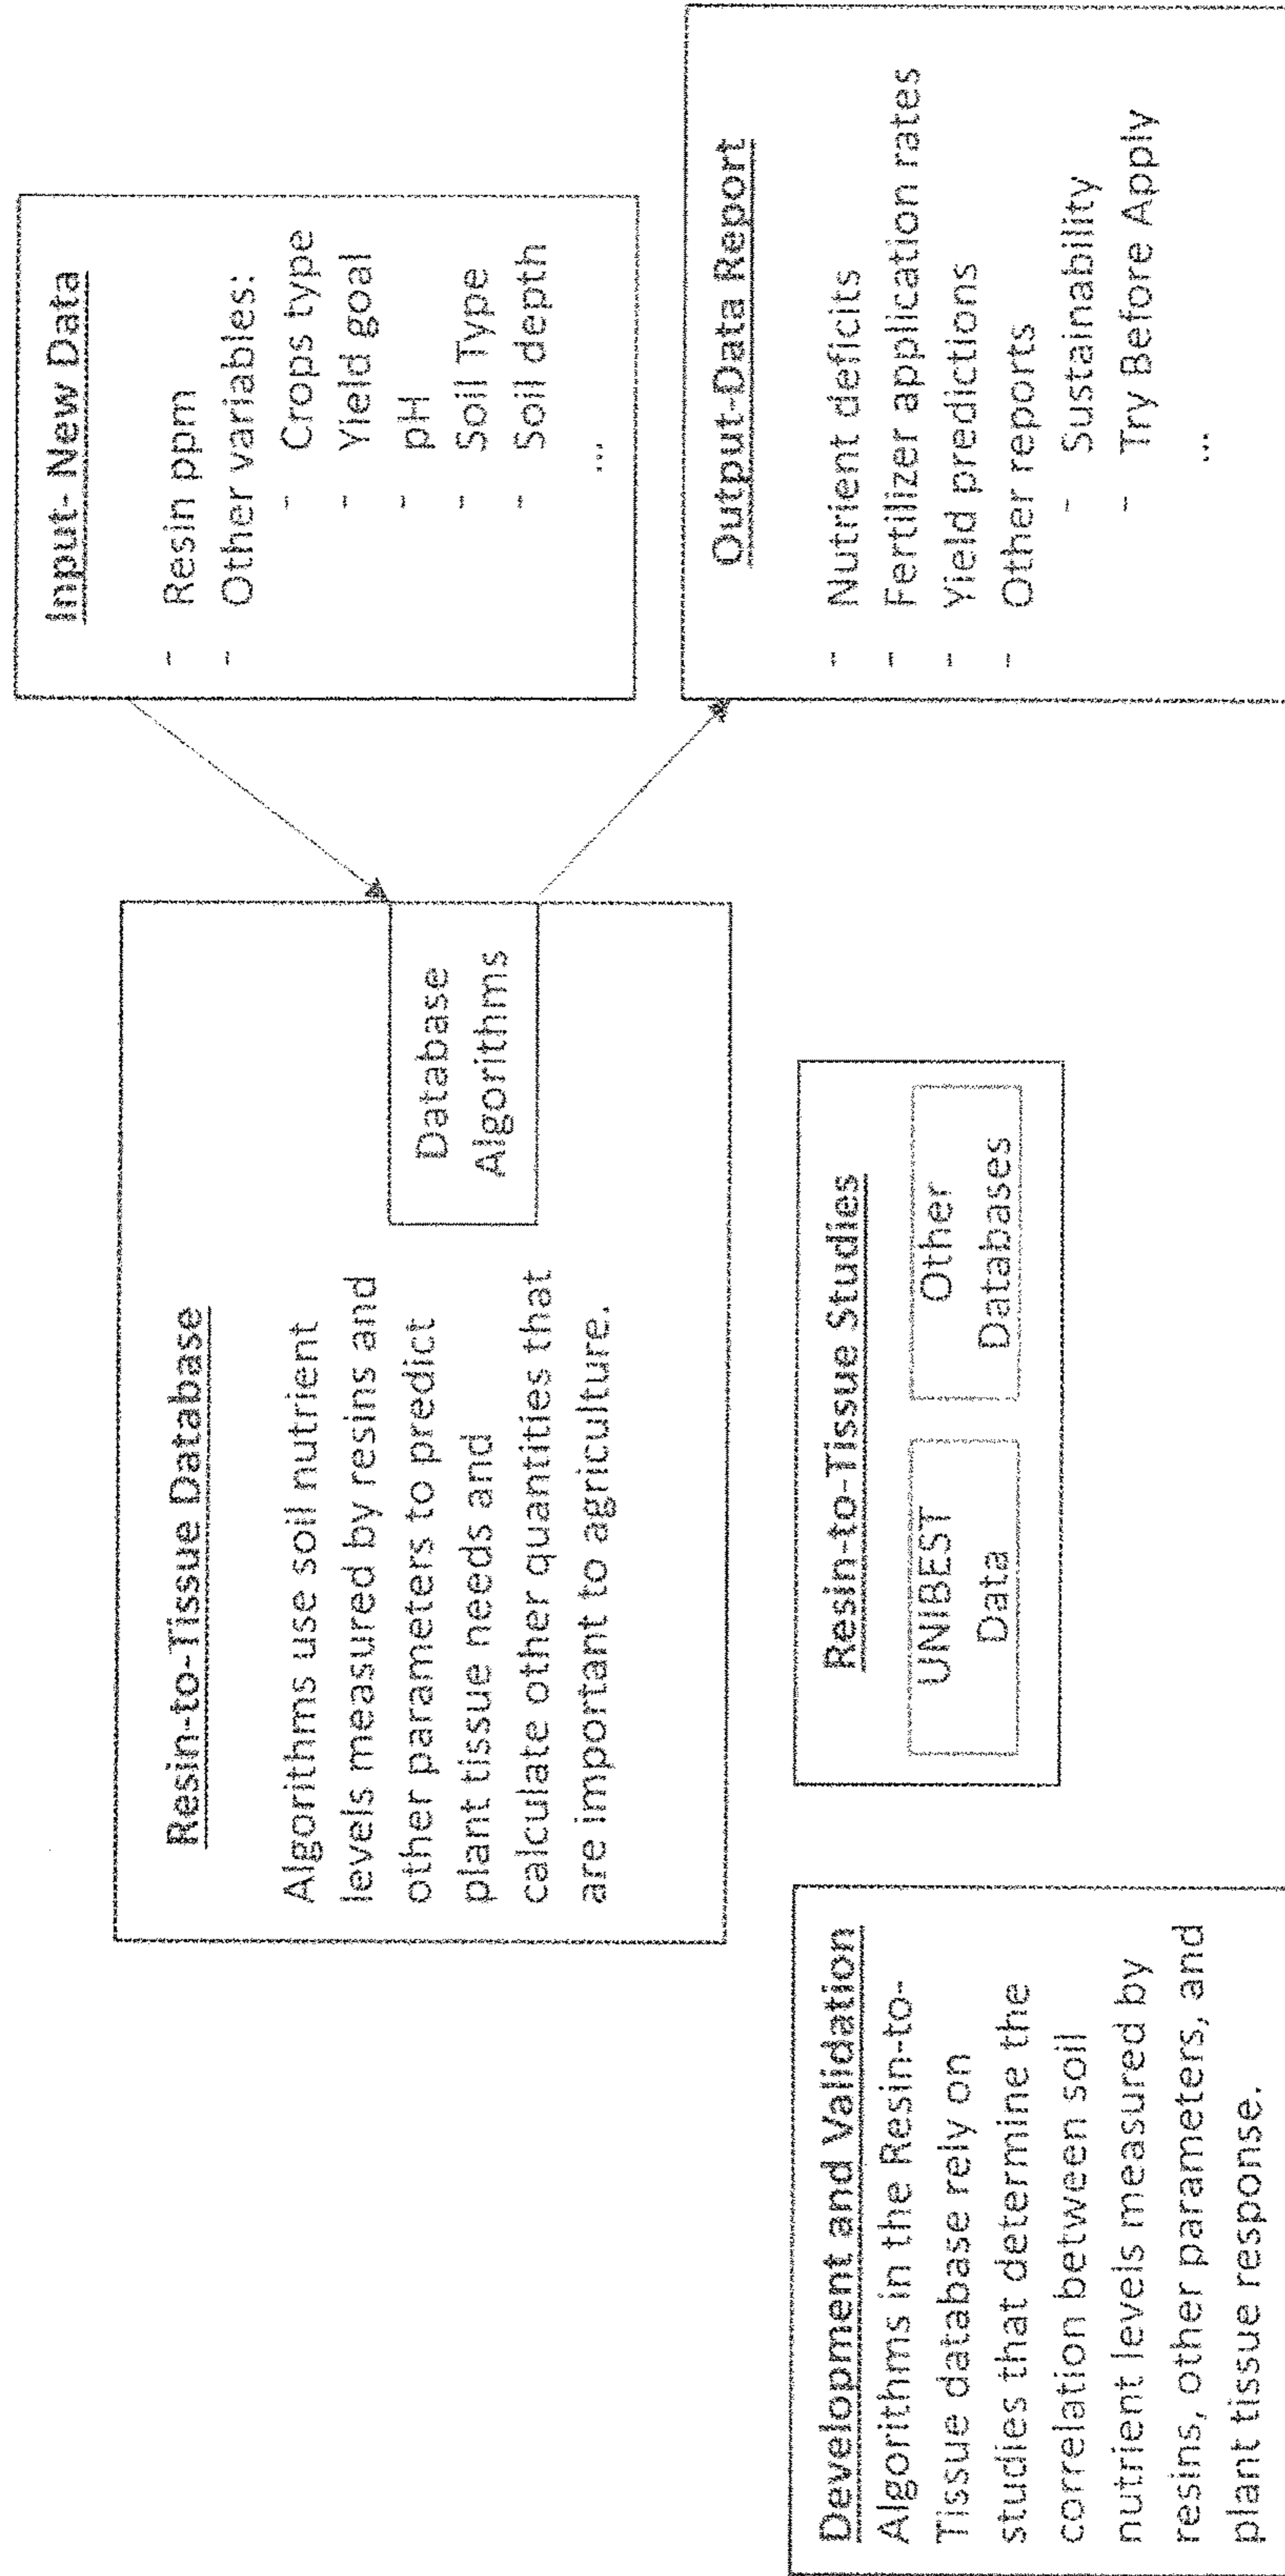 Resin-to-Tissue Database
Algorithms use soil nutrient
levels measured by resins and
other parameters to predict
plant tissue needs and
calculate other quantities that
are important to agriculture.
Database
Algorithms
Input- New Data
- Resin ppm
- Other variables:
- Crops type
- Yield goal
- pH
- Soil Type
- Soil depth
...
Development and Validation
Algorithms in the Resin-to-
Tissue database rely on
studies that determine the
correlation between soil
nutrient levels measured by
resins, other parameters, and
plant tissue response.
Resin-to-Tissue Studies
UNIBEST
Data
Other
Databases
Output-Data Report
- Nutrient deficits
- Fertilizer application rates
- Yield predictions
- Other reports
- Sustainability
- Try Before Apply
...